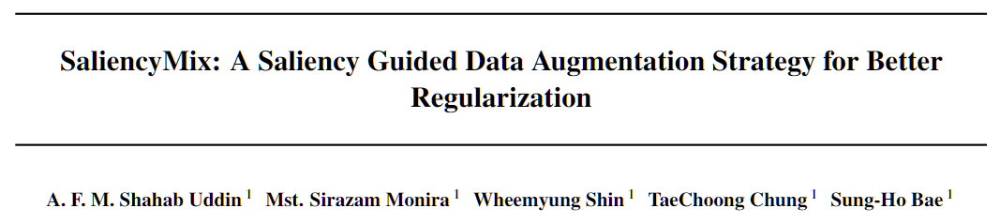 SaliencyMix: A Saliency Guided Data Augmentation Strategy for Better
Regularization
A. F. M. Shahab Uddin 1 Mst. Sirazam Monira 1 Wheemyung Shin 1 TaeChoong Chung 1 Sung-Ho Bae 1